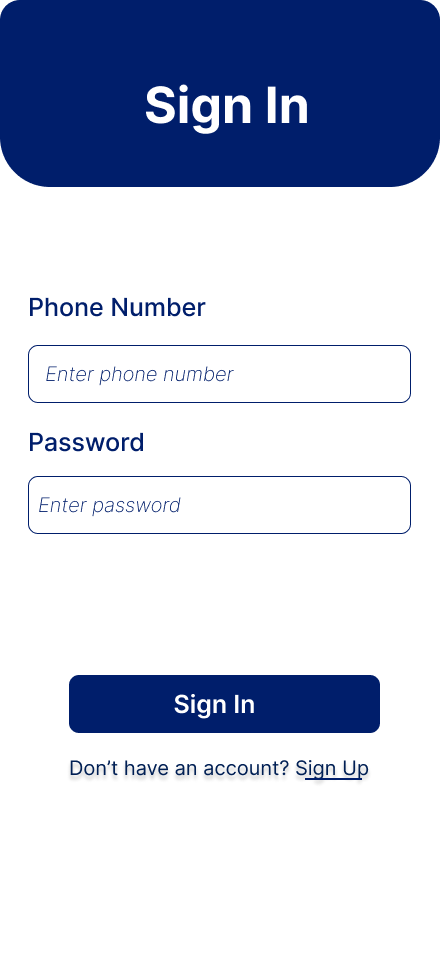 Sign In
Phone Number
Enter phone number
Password
Enter password
Sign In
Don’t have an account? Sign Up